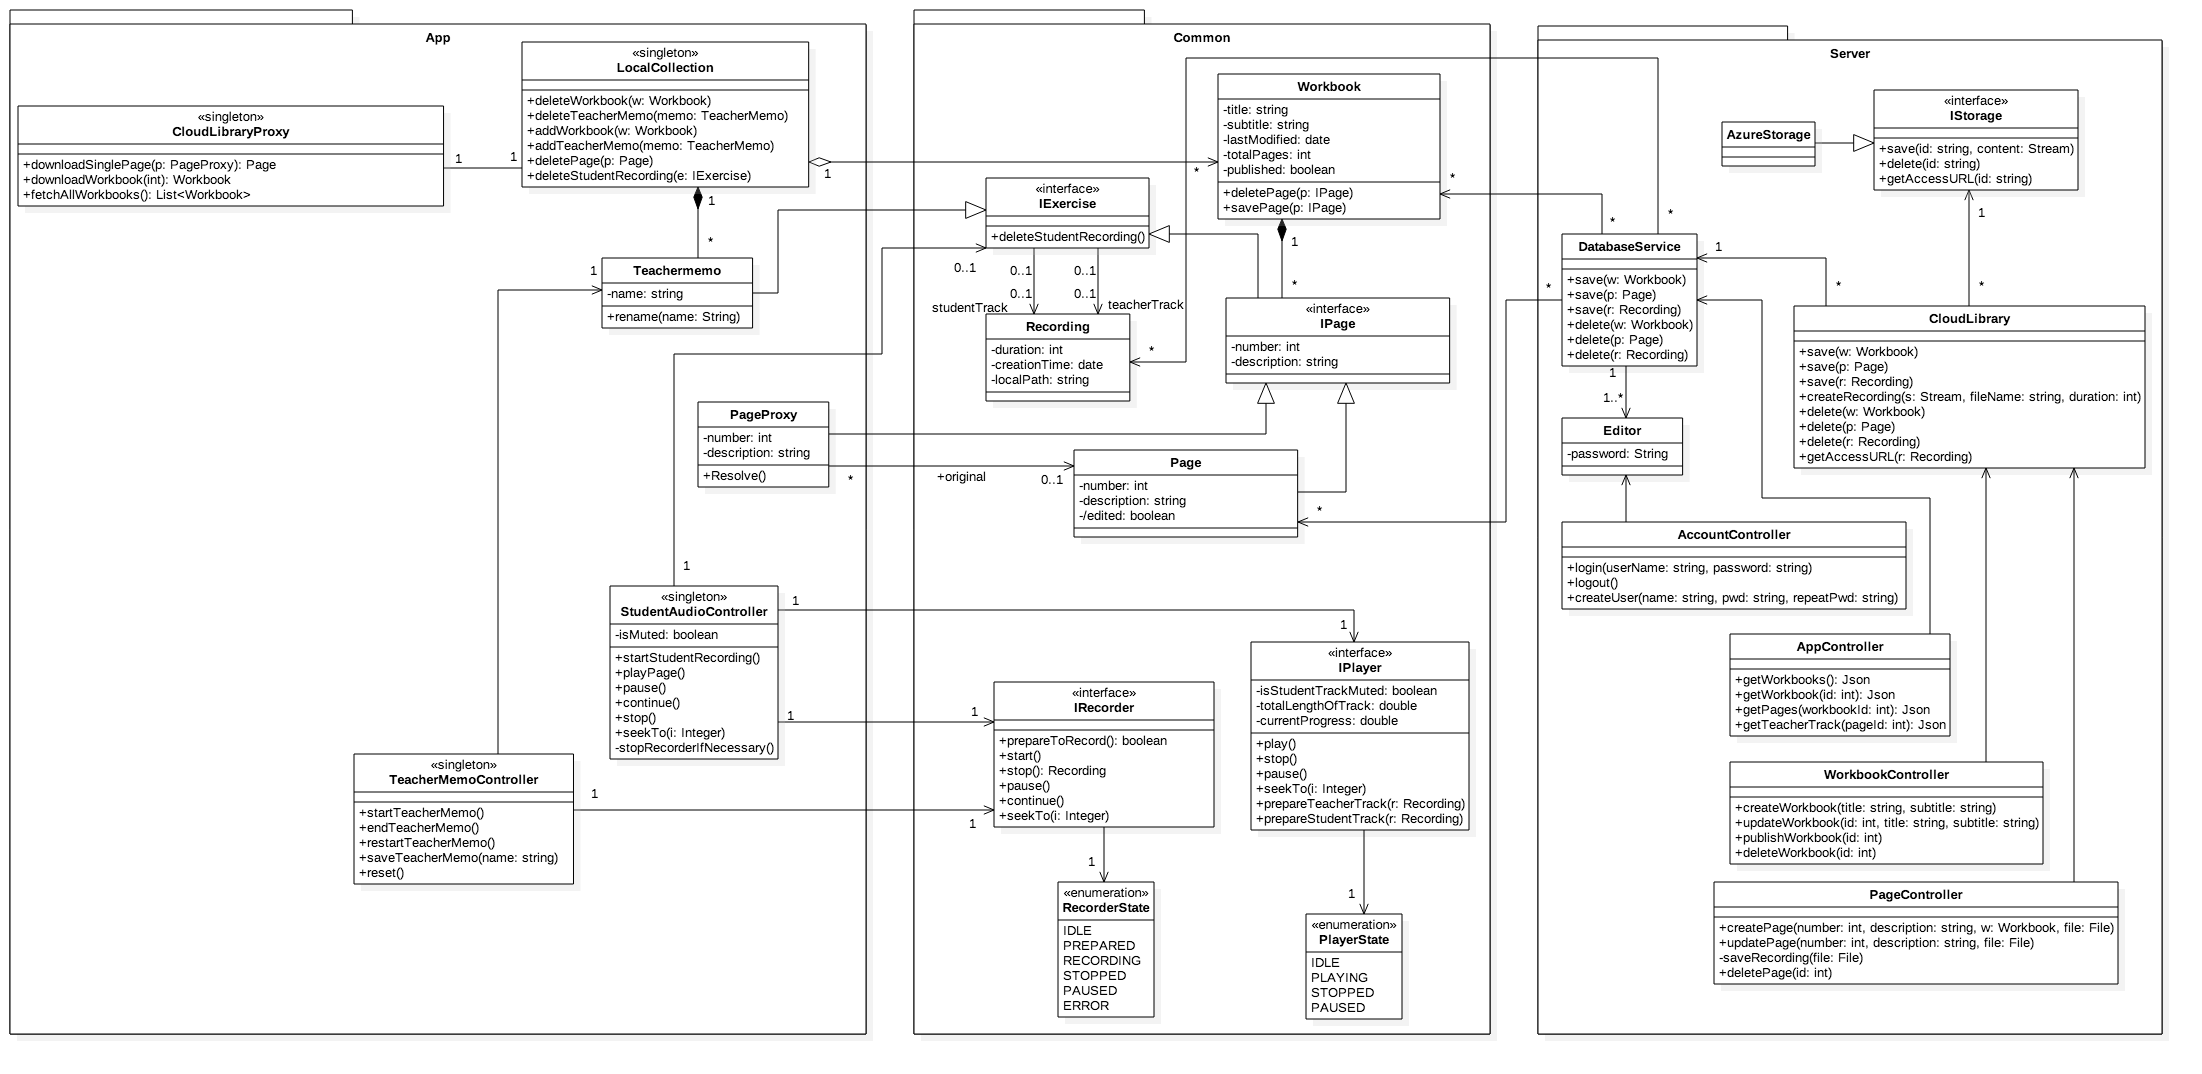 App
«singleton»
LocalCollection
+deleteWorkbook(w: Workbook)
+deleteTeacherMemo(memo: TeacherMemo)
+addWorkbook(w: Workbook)
+addTeacherMemo(memo: TeacherMemo)
+deletePage(p: Page)
+deleteStudentRecording(e: IExercise)
«singleton»
CloudLibraryProxy
+downloadSinglePage(p: PageProxy): Page
+downloadWorkbook(int): Workbook
+fetchAllWorkbooks(): List<Workbook>
1
1
1
*
1
*
Teachermemo
-name: string
+rename(name: String)
1
PageProxy
-number: int
-description: string
+Resolve()
*
+original
0..1
1
«singleton»
StudentAudioController
-isMuted: boolean
+startStudentRecording()
+playPage()
+pause()
+continue()
+stop()
+seekTo(i: Integer)
-stopRecorderIfNecessary()
1
1
1
1
«singleton»
TeacherMemoController
+startTeacherMemo()
+endTeacherMemo()
+restartTeacherMemo()
+saveTeacherMemo(name: string)
+reset()
1
1
Common
Workbook
-title: string
-subtitle: string
-lastModified: date
-totalPages: int
-published: boolean
+deletePage(p: IPage)
+savePage(p: IPage)
*
*
1
*
«interface»
IExercise
+deleteStudentRecording()
0..1
0..1
0..1
0..1
0..1
studentTrack
teacherTrack
Recording
-duration: int
-creationTime: date
-localPath: string
*
«interface»
IPage
-number: int
-description: string
Page
-number: int
-description: string
-/edited: boolean
*
«interface»
IPlayer
-isStudentTrackMuted: boolean
-totalLengthOfTrack: double
-currentProgress: double
+play()
+stop()
+pause()
+seekTo(i: Integer)
+prepareTeacherTrack(r: Recording)
+prepareStudentTrack(r: Recording)
1
«interface»
IRecorder
+prepareToRecord(): boolean
+start()
+stop(): Recording
+pause()
+continue()
+seekTo(i: Integer)
1
«enumeration»
RecorderState
IDLE
PREPARED
RECORDING
STOPPED
PAUSED
ERROR
«enumeration»
PlayerState
IDLE
PLAYING
STOPPED
PAUSED
Server
AzureStorage
«interface»
IStorage
+save(id: string, content: Stream)
+delete(id: string)
+getAccessURL(id: string)
1
*
*
*
*
DatabaseService
+save(w: Workbook)
+save(p: Page)
+save(r: Recording)
+delete(w: Workbook)
+delete(p: Page)
+delete(r: Recording)
1
*
CloudLibrary
+save(w: Workbook)
+save(p: Page)
+save(r: Recording)
+createRecording(s: Stream, fileName: string, duration: int)
+delete(w: Workbook)
+delete(p: Page)
+delete(r: Recording)
+getAccessURL(r: Recording)
1
1..*
Editor
-password: String
AccountController
+login(userName: string, password: string)
+logout()
+createUser(name: string, pwd: string, repeatPwd: string)
AppController
+getWorkbooks(): Json
+getWorkbook(id: int): Json
+getPages(workbookId: int): Json
+getTeacherTrack(pageId: int): Json
WorkbookController
+createWorkbook(title: string, subtitle: string)
+updateWorkbook(id: int, title: string, subtitle: string)
+publishWorkbook(id: int)
+deleteWorkbook(id: int)
PageController
+createPage(number: int, description: string, w: Workbook, file: File)
+updatePage(number: int, description: string, file: File)
-saveRecording(file: File)
+deletePage(id: int)